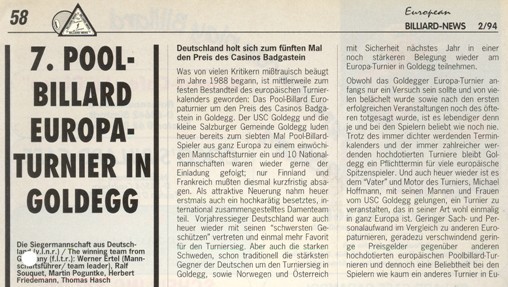 58
European
BILLIARD-NEWS 2/94
7. POOL-
BILLARD
EUROPA-
TURNIER IN
GOLDEGG
Die Siegermannschaft aus Deutsch-
land (v.l.n.r.) / The winning team from
G any (f.l.t.r.): Werner Ertel (Mann-
schaftsführer/ team leader), Ralf
Souquet, Martin Poguntke, Herbert
Friedemann, Thomas Hasch
Deutschland holt sich zum fünften Mal
den Preis des Casinos Badgastein
Was von vielen Kritikern mißtrauisch beäugt
im Jahre 1988 begann, ist mittlerweile zum
festen Bestandteil des europäischen Turnier-
kalenders geworden: Das Pool-Billard Euro-
paturnier um den Preis des Casinos Badga-
stein in Goldegg. Der USC Goldegg und die
kleine Salzburger Gemeinde Goldegg luden
heuer bereits zum siebten Mal Pool-Billard-
Spieler aus ganz Europa zu einem einwöchi-
gen Mannschaftsturnier ein und 10 National-
mannschaften waren wieder gerne der
Einladung gefolgt; nur Finnland und
Frankreich mußten diesmal kurzfristig absa-
gen. Als attraktive Neuerung nahm heuer
erstmals auch ein hochkarätig besetztes, in-
ternational zusammengestelltes Damenteam
teil. Vorjahressieger Deutschland war auch
heuer wieder mit seinen "schwersten Ge-
schützen" vertreten und einmal mehr Favorit
für den Turniersieg. Aber auch die starken
Schweden, schon traditionell die stärksten
Gegner der Deutschen um den Turniersieg in
Goldegg, sowie Norwegen und Österreich
mit Sicherheit nächstes Jahr in einer
noch stärkeren Belegung wieder am
Europa-Turnier in Goldegg teilnehmen.
Obwohl das Goldegger Europa-Turnier an-
fangs nur ein Versuch sein sollte und von vie-
len belächelt wurde sowie nach den ersten
erfolgreichen Veranstaltungen noch des öfte-
ren totgesagt wurde, ist es lebendiger denn
je und bei den Spielern beliebt wie noch nie.
Trotz des immer dichter werdenden Termin-
kalenders und der immer zahlreicher wer-
denden hochdotierten Turniere bleibt Gol-
degg ein Pflichttermin für viele europäische
Spitzenspieler. Und auch heuer wieder ist es
dem "Vater" und Motor des Turniers, Michael
Hoffmann, mit seinen Mannen und Frauen
vom USC Goldegg gelungen, ein Turnier zu
veranstalten, das in seiner Art wohl einmalig
in ganz Europa ist. Geringer Sach- und Per-
sonalaufwand im Vergleich zu anderen Euro-
paturnieren, geradezu verschwindend gerin-
ge Preisgelder gegenüber anderen
hochdotierten europäischen Poolbillard-Tur-
nieren und dennoch eine Beliebtheit bei den
Spielern wie kaum ein anderes Turnier in Eu-